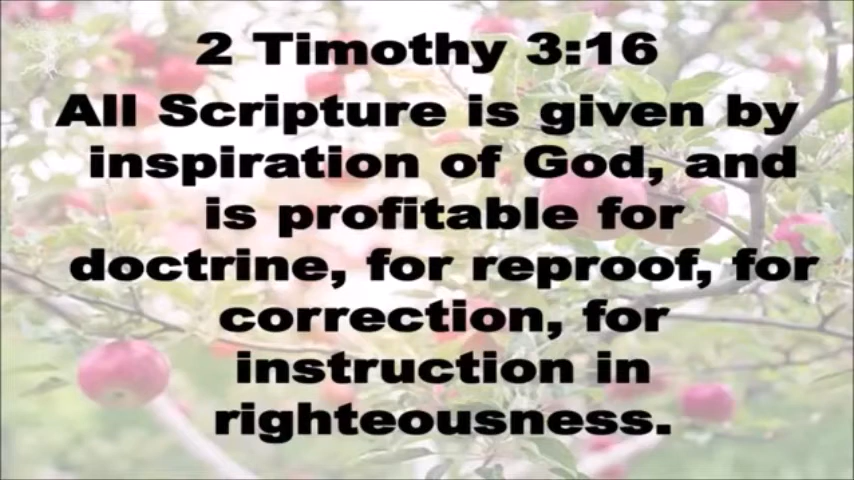 2 Timothy 3:16
All Scripture is given by
inspiration of God, and
is profitable for
doctrine, for reproof, for
correction, for
instruction in
righteousness.